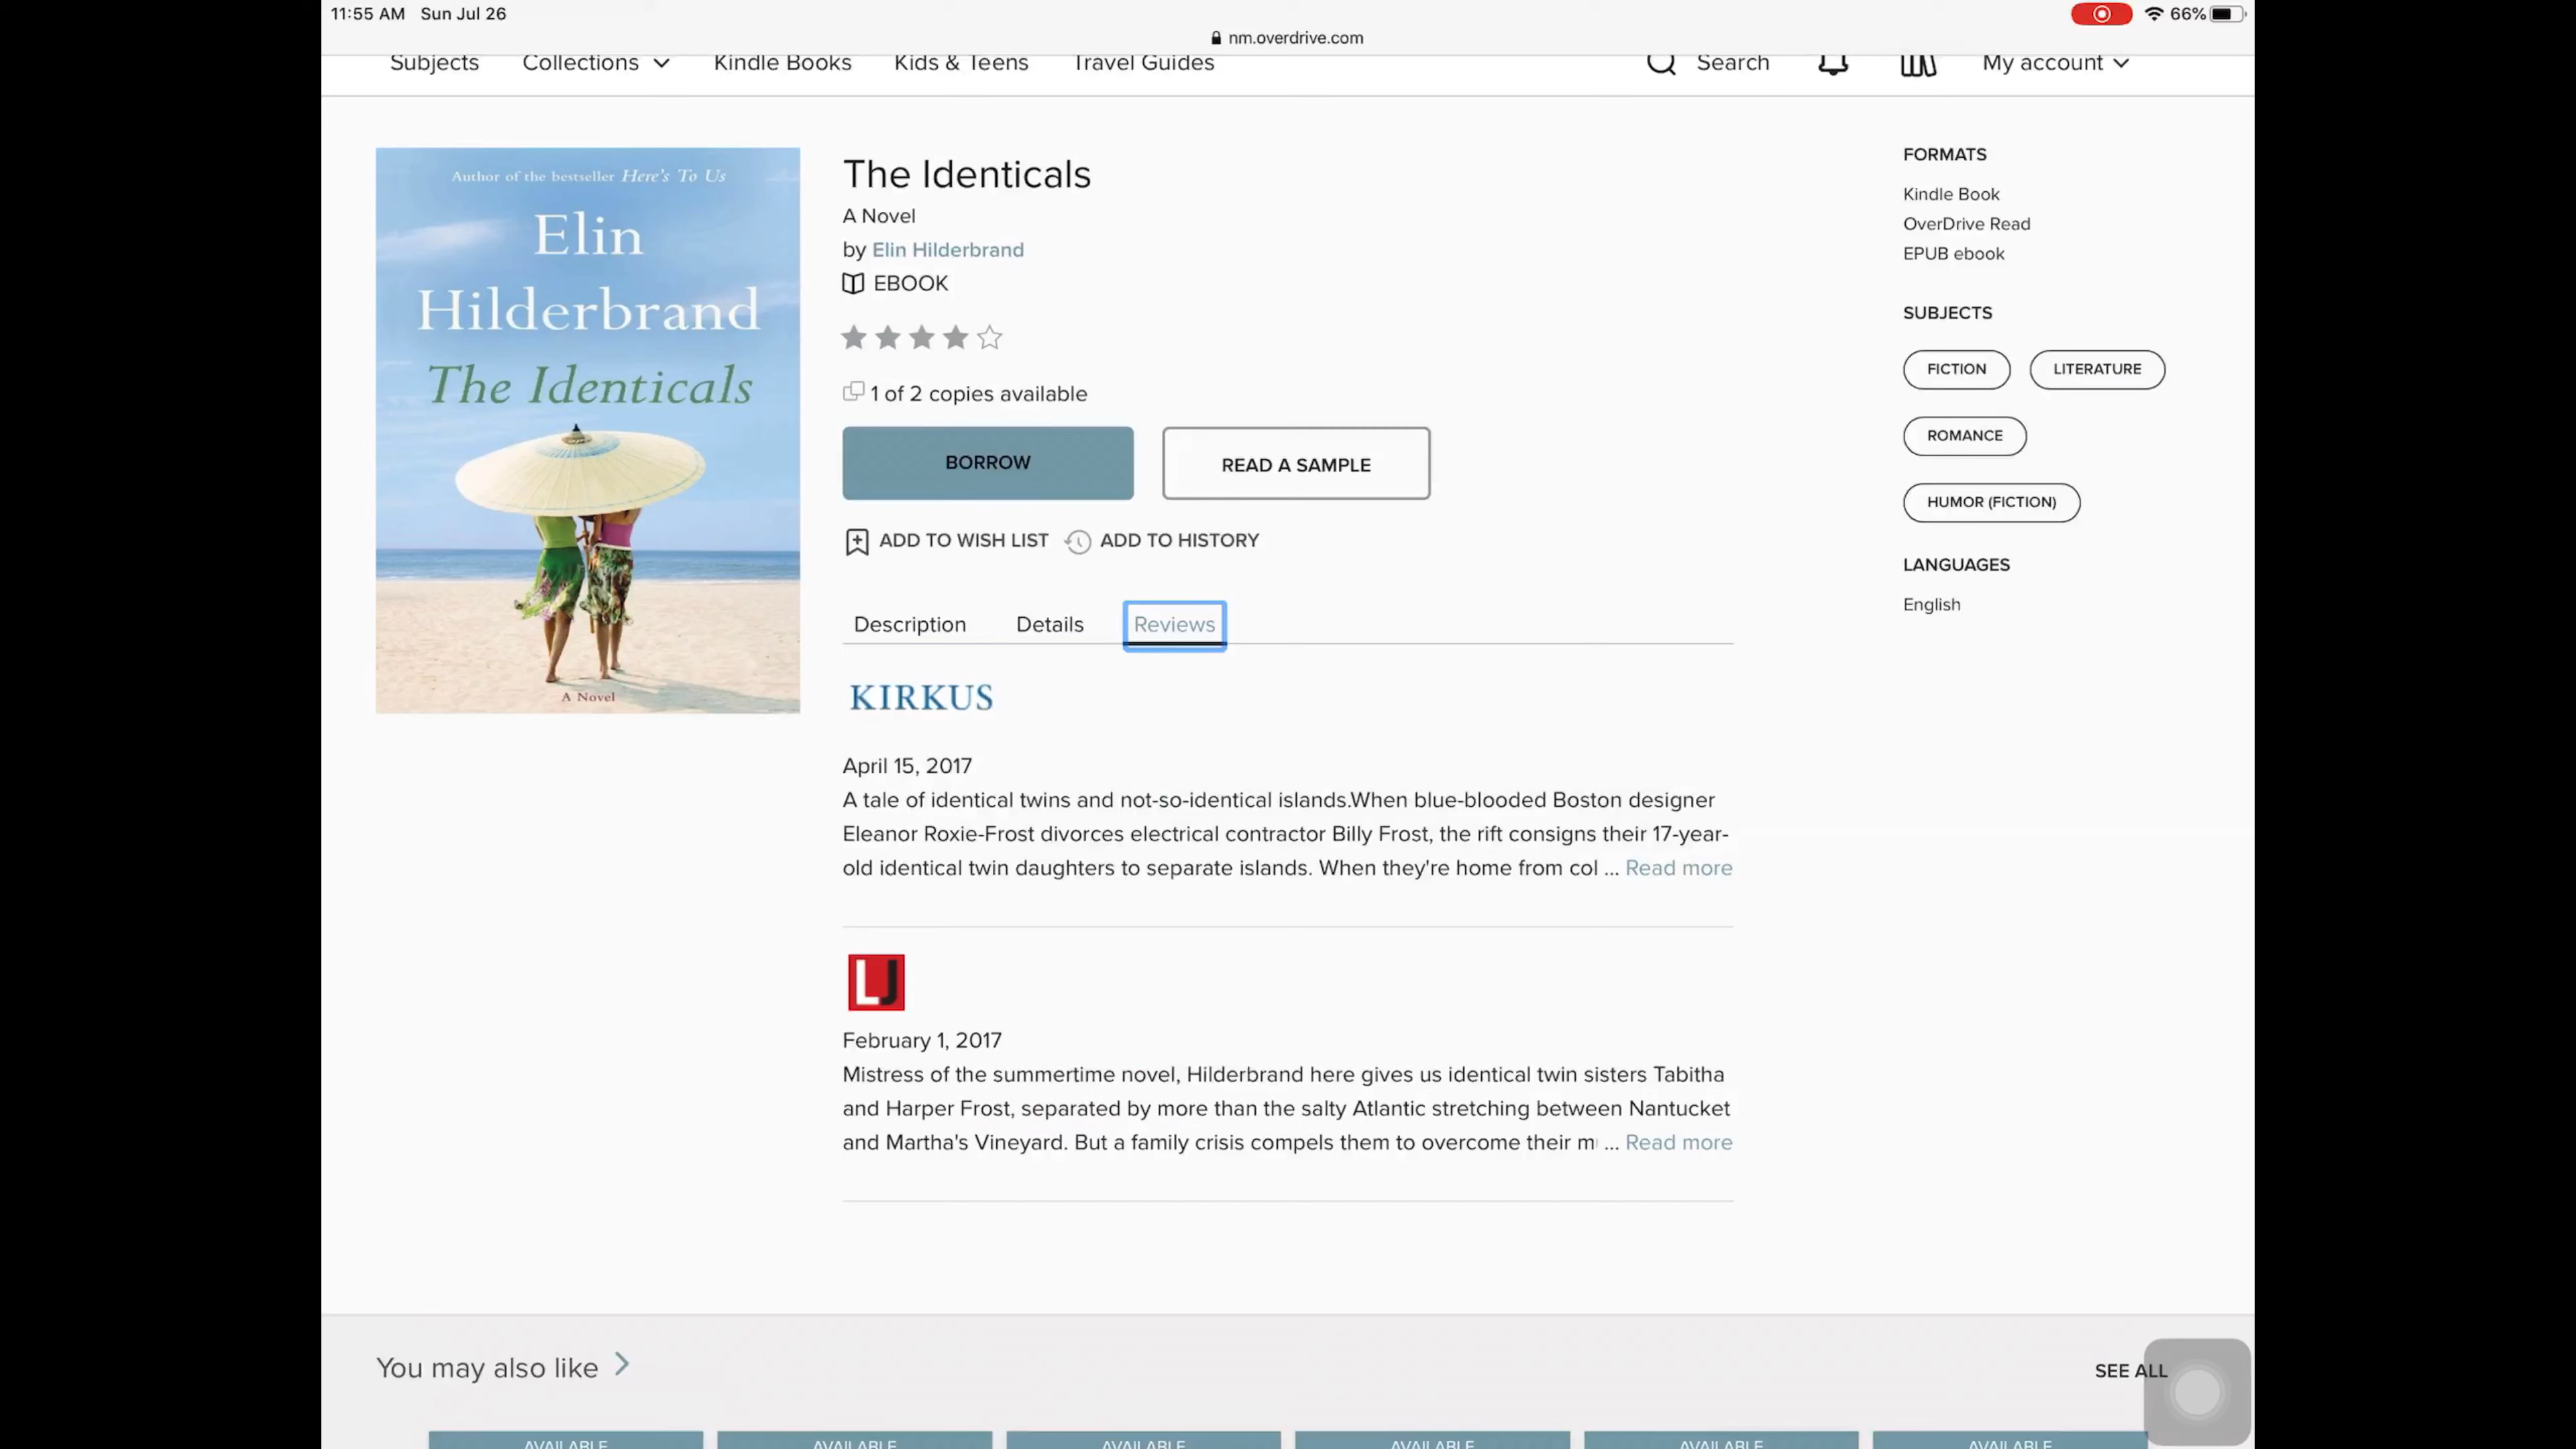 11:55 AM Sun Jul 26
66%
nm.overdrive.com
Subjects Collections Kindle Books Kids & Teens Travel Guides Search My account
Author of the bestseller Here's To Us
Elin
Hilderbrand
The Identicals
A Novel
The Identicals
A Novel
by Elin Hilderbrand
EBOOK
1 of 2 copies available
BORROW READ A SAMPLE
ADD TO WISH LIST ADD TO HISTORY
Description Details Reviews
KIRKUS
April 15, 2017
A tale of identical twins and not-so-identical islands.When blue-blooded Boston designer
Eleanor Roxie-Frost divorces electrical contractor Billy Frost, the rift consigns their 17-year-
old identical twin daughters to separate islands. When they're home from col ... Read more
LJ
February 1, 2017
Mistress of the summertime novel, Hilderbrand here gives us identical twin sisters Tabitha
and Harper Frost, separated by more than the salty Atlantic stretching between Nantucket
and Martha's Vineyard. But a family crisis compels them to overcome their m ... Read more
FORMATS
Kindle Book
OverDrive Read
EPUB ebook
SUBJECTS
FICTION LITERATURE
ROMANCE
HUMOR (FICTION)
LANGUAGES
English
You may also like SEE ALL
AVAILABLE AVAILABLE AVAILABLE AVAILABLE AVAILABLE AVAILABLE